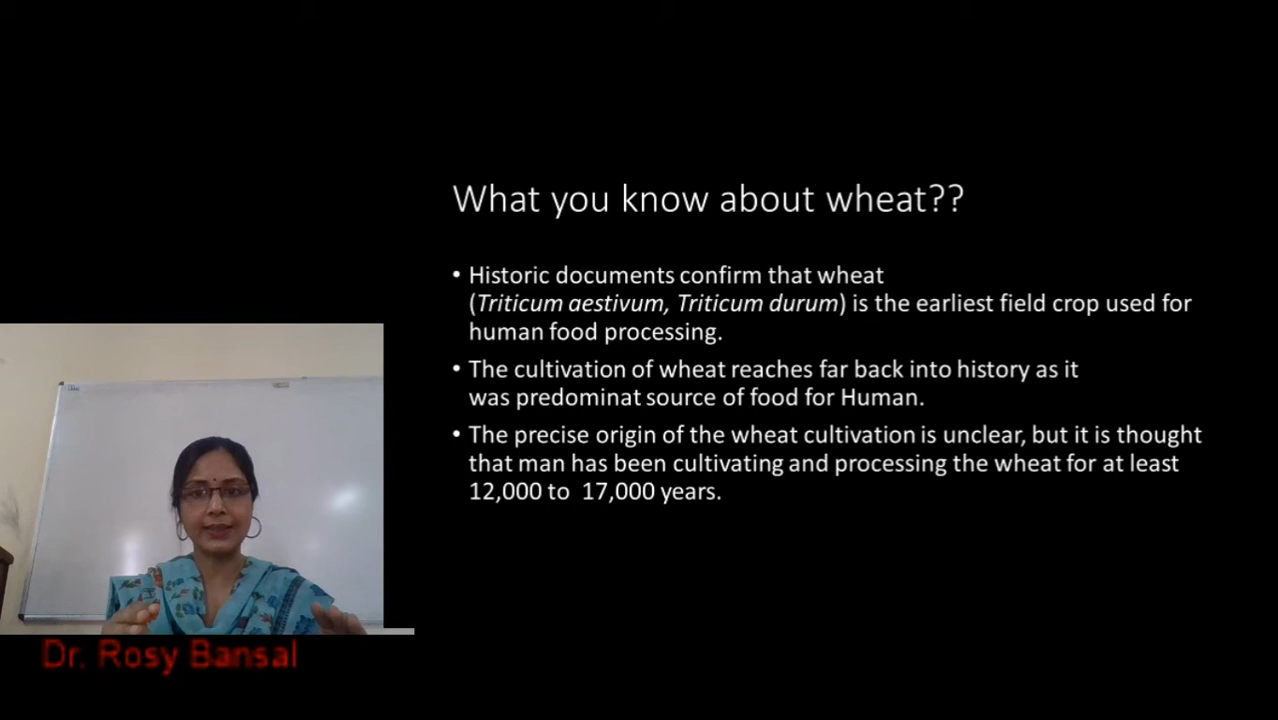 What you know about wheat??
• Historic documents confirm that wheat
(Triticum aestivum, Triticum durum) is the earliest field crop used for
human food processing.
• The cultivation of wheat reaches far back into history as it
was predominat source of food for Human.
• The precise origin of the wheat cultivation is unclear, but it is thought
that man has been cultivating and processing the wheat for at least
12,000 to  17,000 years.
Dr. Rosy Bansal